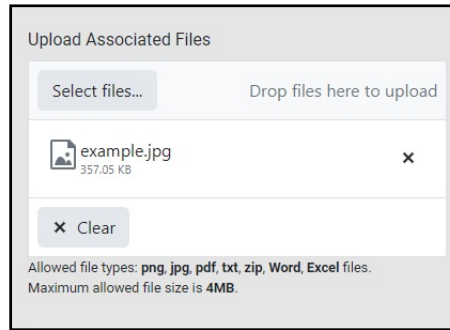 Upload Associated Files
Select files... Drop files here to upload
example.jpg
357.05 KB
Clear
Allowed file types: png, jpg, pdf, txt, zip, Word, Excel files.
Maximum allowed file size is 4MB.